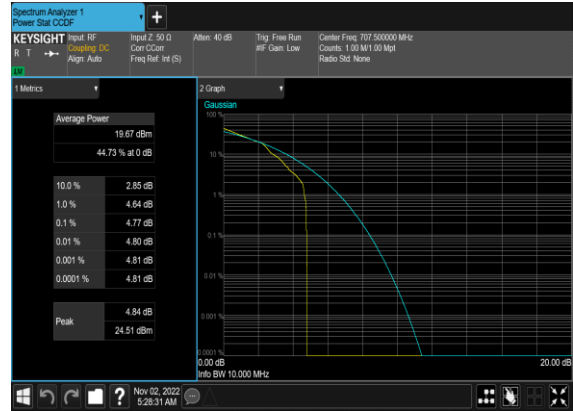 Spectrum Analyzer 1
Power Stat CCDF
KEYSIGHT
R T
LXI
Input: RF
Coupling: DC
Align: Auto
Input Z: 50 Ω
Corr CCorr
Freq Ref: Int (S)
Atten: 40 dB
Trig: Free Run
#IF Gain: Low
Center Freq: 707.500000 MHz
Counts: 1.00 M/1.00 Mpt
Radio Std: None
1 Metrics
Average Power
19.67 dBm
44.73 % at 0 dB
10.0 % 2.85 dB
1.0 % 4.64 dB
0.1 % 4.77 dB
0.01 % 4.80 dB
0.001 % 4.81 dB
0.0001 % 4.81 dB
Peak
4.84 dB
24.51 dBm
2 Graph
Gaussian
100 %
10 %
1 %
0.1 %
0.01 %
0.001 %
0.0001 %
0.00 dB
20.00 dB
Info BW 10.000 MHz
?
Nov 02, 2022
5:28:31 AM